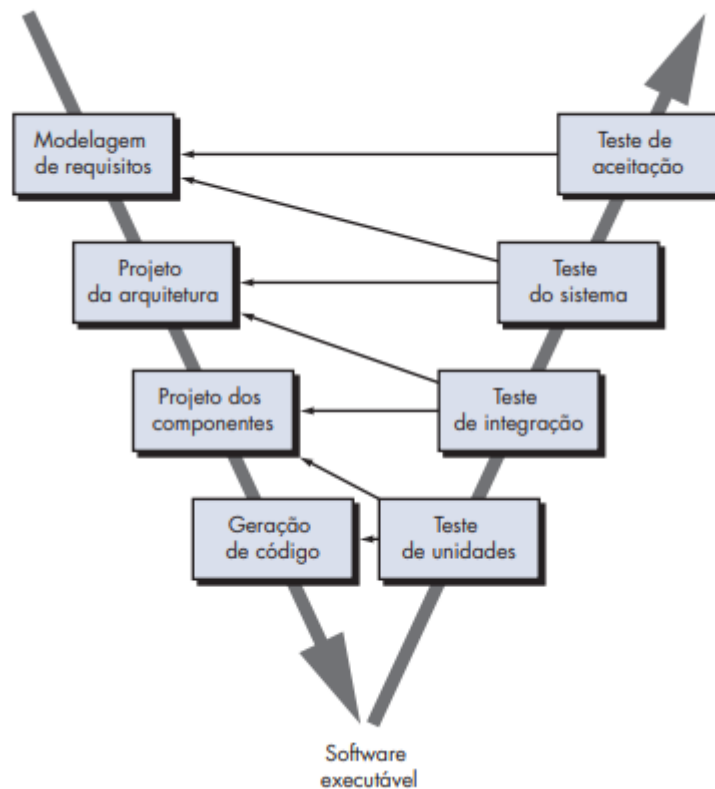 Modelagem
de requisitos
Teste de
aceitação
Projeto
da arquitetura
Teste
do sistema
Projeto dos
componentes
Teste
de integração
Geração
de código
Teste
de unidades
Software
executável